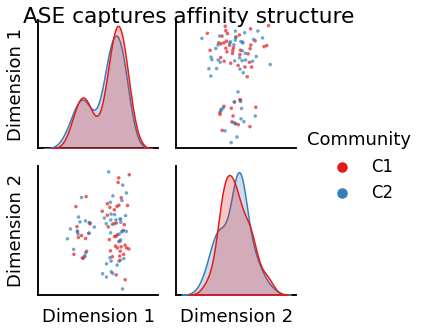 ASE captures affinity structure
Dimension 1
Community
C1
C2
Dimension 2
Dimension 1
Dimension 2